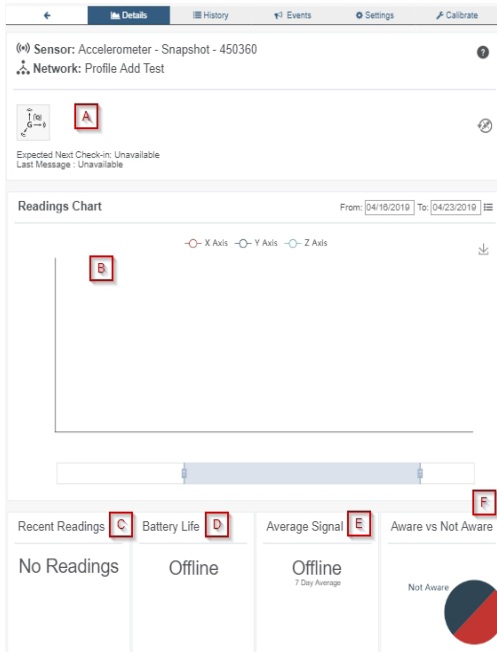 Details History Events Settings Calibrate
Sensor: Accelerometer - Snapshot - 450360
Network: Profile Add Test
A
Expected Next Check-in: Unavailable
Last Message : Unavailable
Readings Chart From: 04/16/2019 To: 04/23/2019
X Axis Y Axis Z Axis
B
F
Recent Readings C Battery Life D Average Signal E Aware vs Not Aware
No Readings Offline Offline
7 Day Average
Not Aware